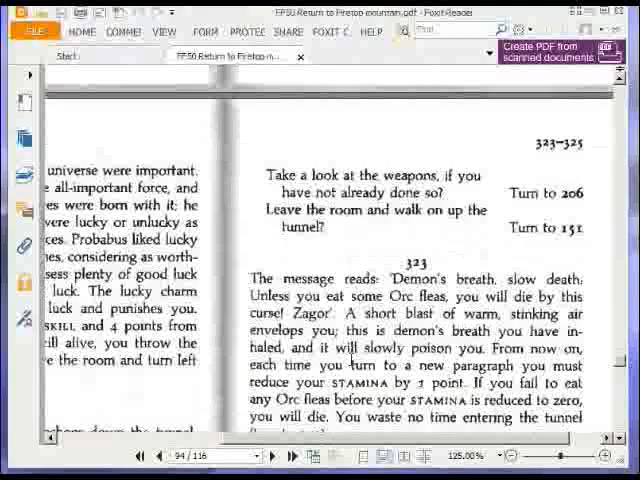 FF50 Return to Firetop mountain.pdf - Foxit Reader
FILE HOME COMMEI VIEW FORM PROTEC SHARE FOXIT C HELP Find
Start FF50 Return to Firetop mountain.p...
Create PDF from
scanned documents
universe were important.
e all-important force, and
es were born with it; he
were lucky or unlucky as
ces. Probabus liked lucky
nes, considering as worth-
sess plenty of good luck
luck. The lucky charm
luck and punishes you.
SKILL, and 4 points from
ill alive, you throw the
e the room and turn left
323-325
Take a look at the weapons, if you
have not already done so? Turn to 206
Leave the room and walk on up the
tunnel? Turn to 151
323
The message reads: 'Demon's breath, slow death:
Unless you eat some Orc fleas, you will die by this
curse! Zagor'. A short blast of warm, stinking air
envelops you; this is demon's breath you have in-
haled, and it will slowly poison you. From now on,
each time you turn to a new paragraph you must
reduce your STAMINA by 1 point. If you fail to eat
any Orc fleas before your STAMINA is reduced to zero,
you will die. You waste no time entering the tunnel
94 / 116
125.00%